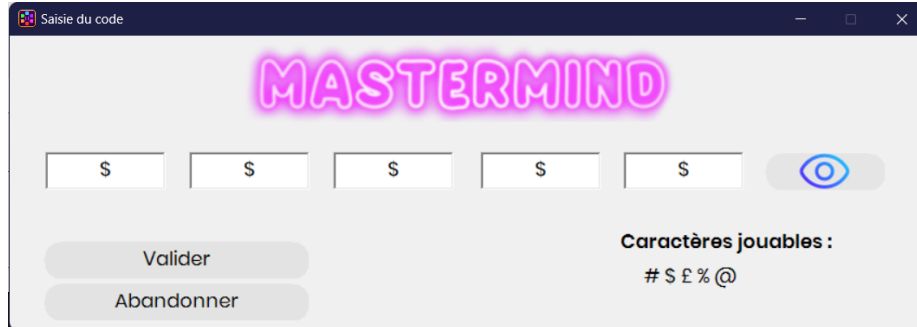 Saisie du code
MASTERMIND
$ $ $ $ $
Caractères jouables :
# $ £ % @
Valider
Abandonner